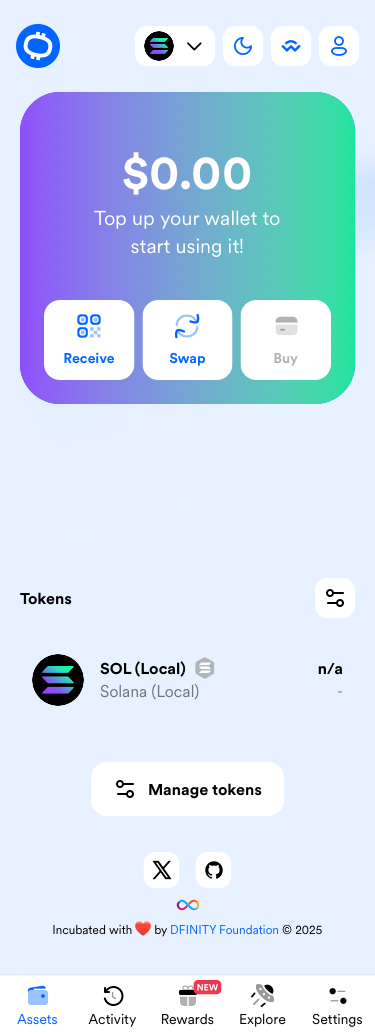 $0.00
Top up your wallet to
start using it!
Receive
Swap
Buy
Tokens
SOL (Local)
n/a
Solana (Local)
-
Manage tokens
Incubated with ❤️ by DFINITY Foundation © 2025
NEW
Assets
Activity
Rewards
Explore
Settings